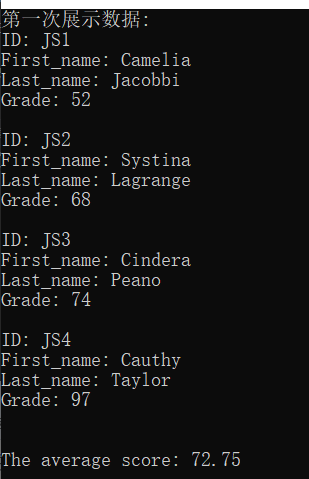 第一次展示数据:
ID: JS1
First_name: Camelia
Last_name: Jacobbi
Grade: 52
ID: JS2
First_name: Systina
Last_name: Lagrange
Grade: 68
ID: JS3
First_name: Cindera
Last_name: Peano
Grade: 74
ID: JS4
First_name: Cauthy
Last_name: Taylor
Grade: 97
The average score: 72.75